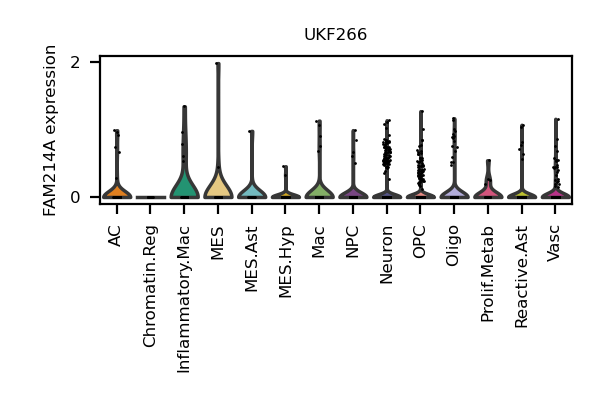 UKF266
FAM214A expression
2
0
AC
Chromatin.Reg
Inflammatory.Mac
MES
MES.Ast
MES.Hyp
Mac
NPC
Neuron
OPC
Oligo
Prolif.Metab
Reactive.Ast
Vasc